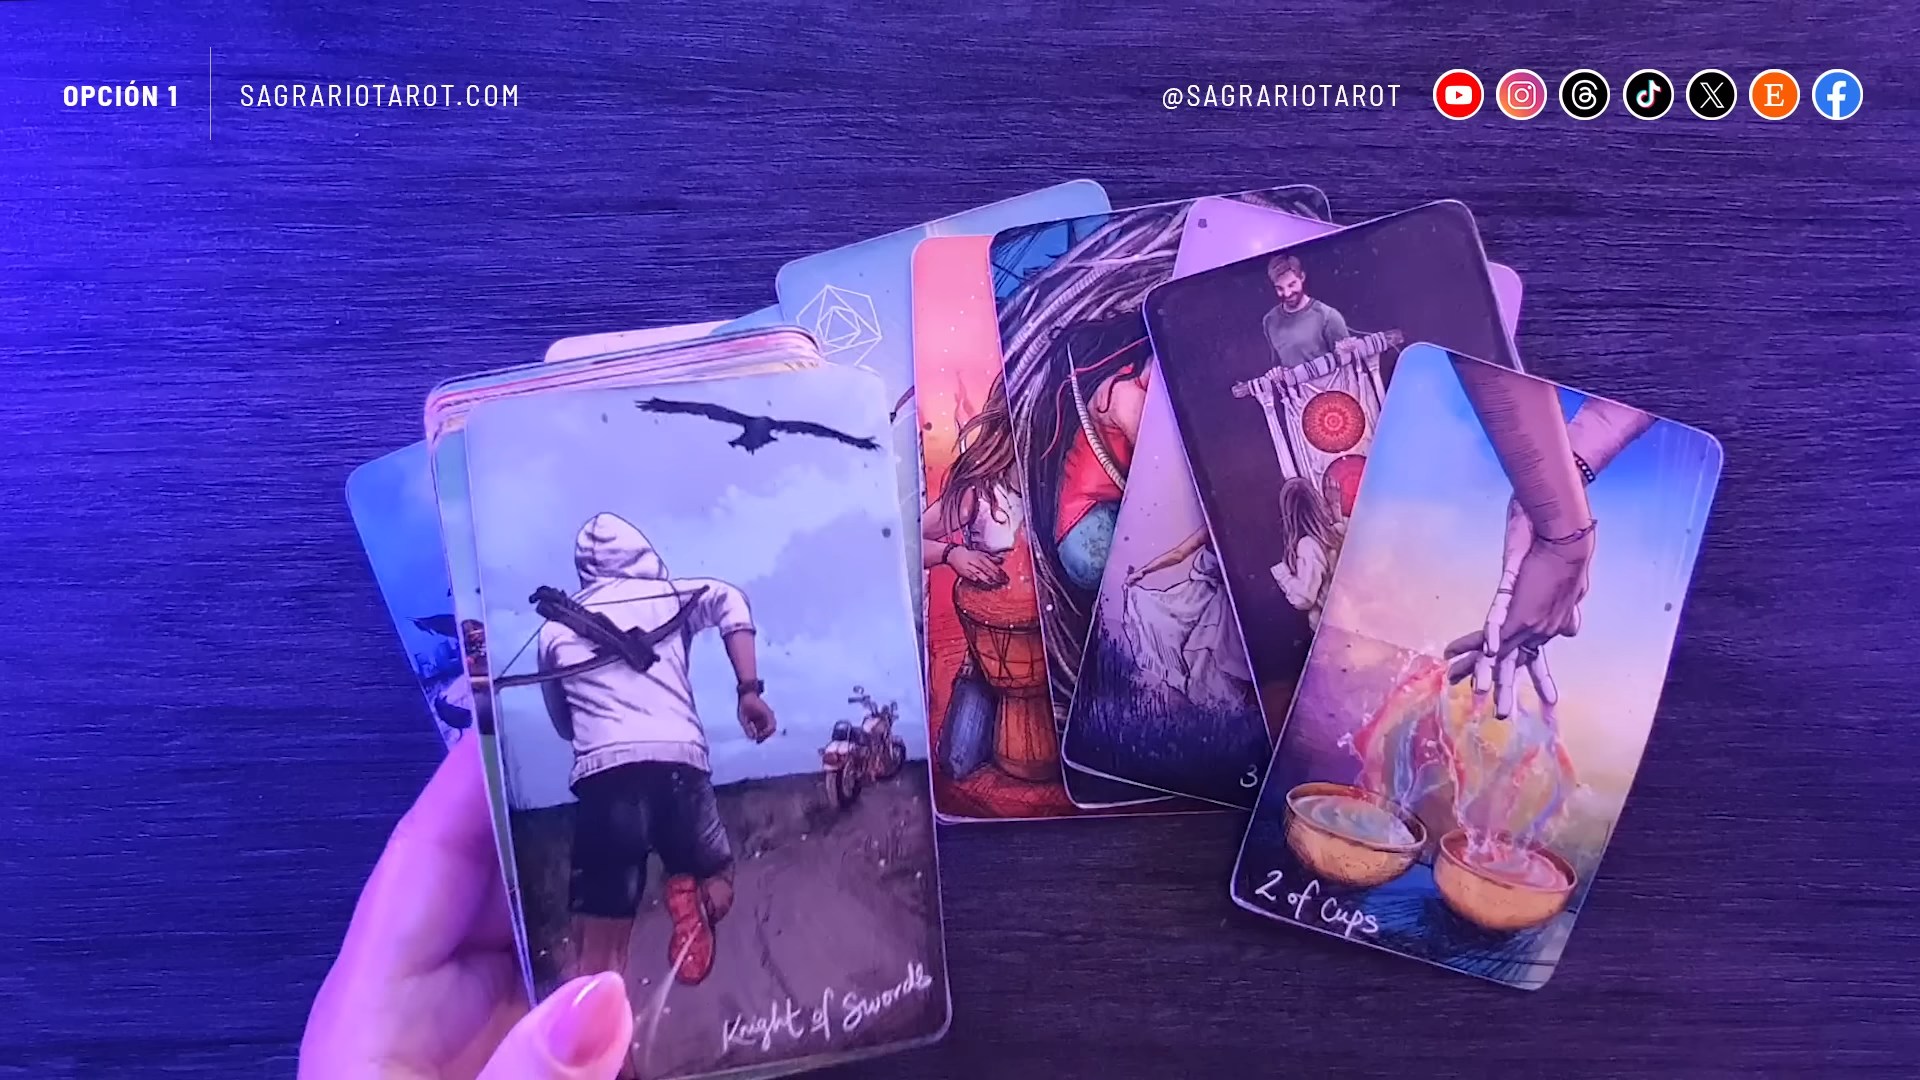 OPCIÓN 1
SAGRARIOTAROT.COM
@SAGRARIOTAROT
E
3
2 of Cups
Knight of Swords